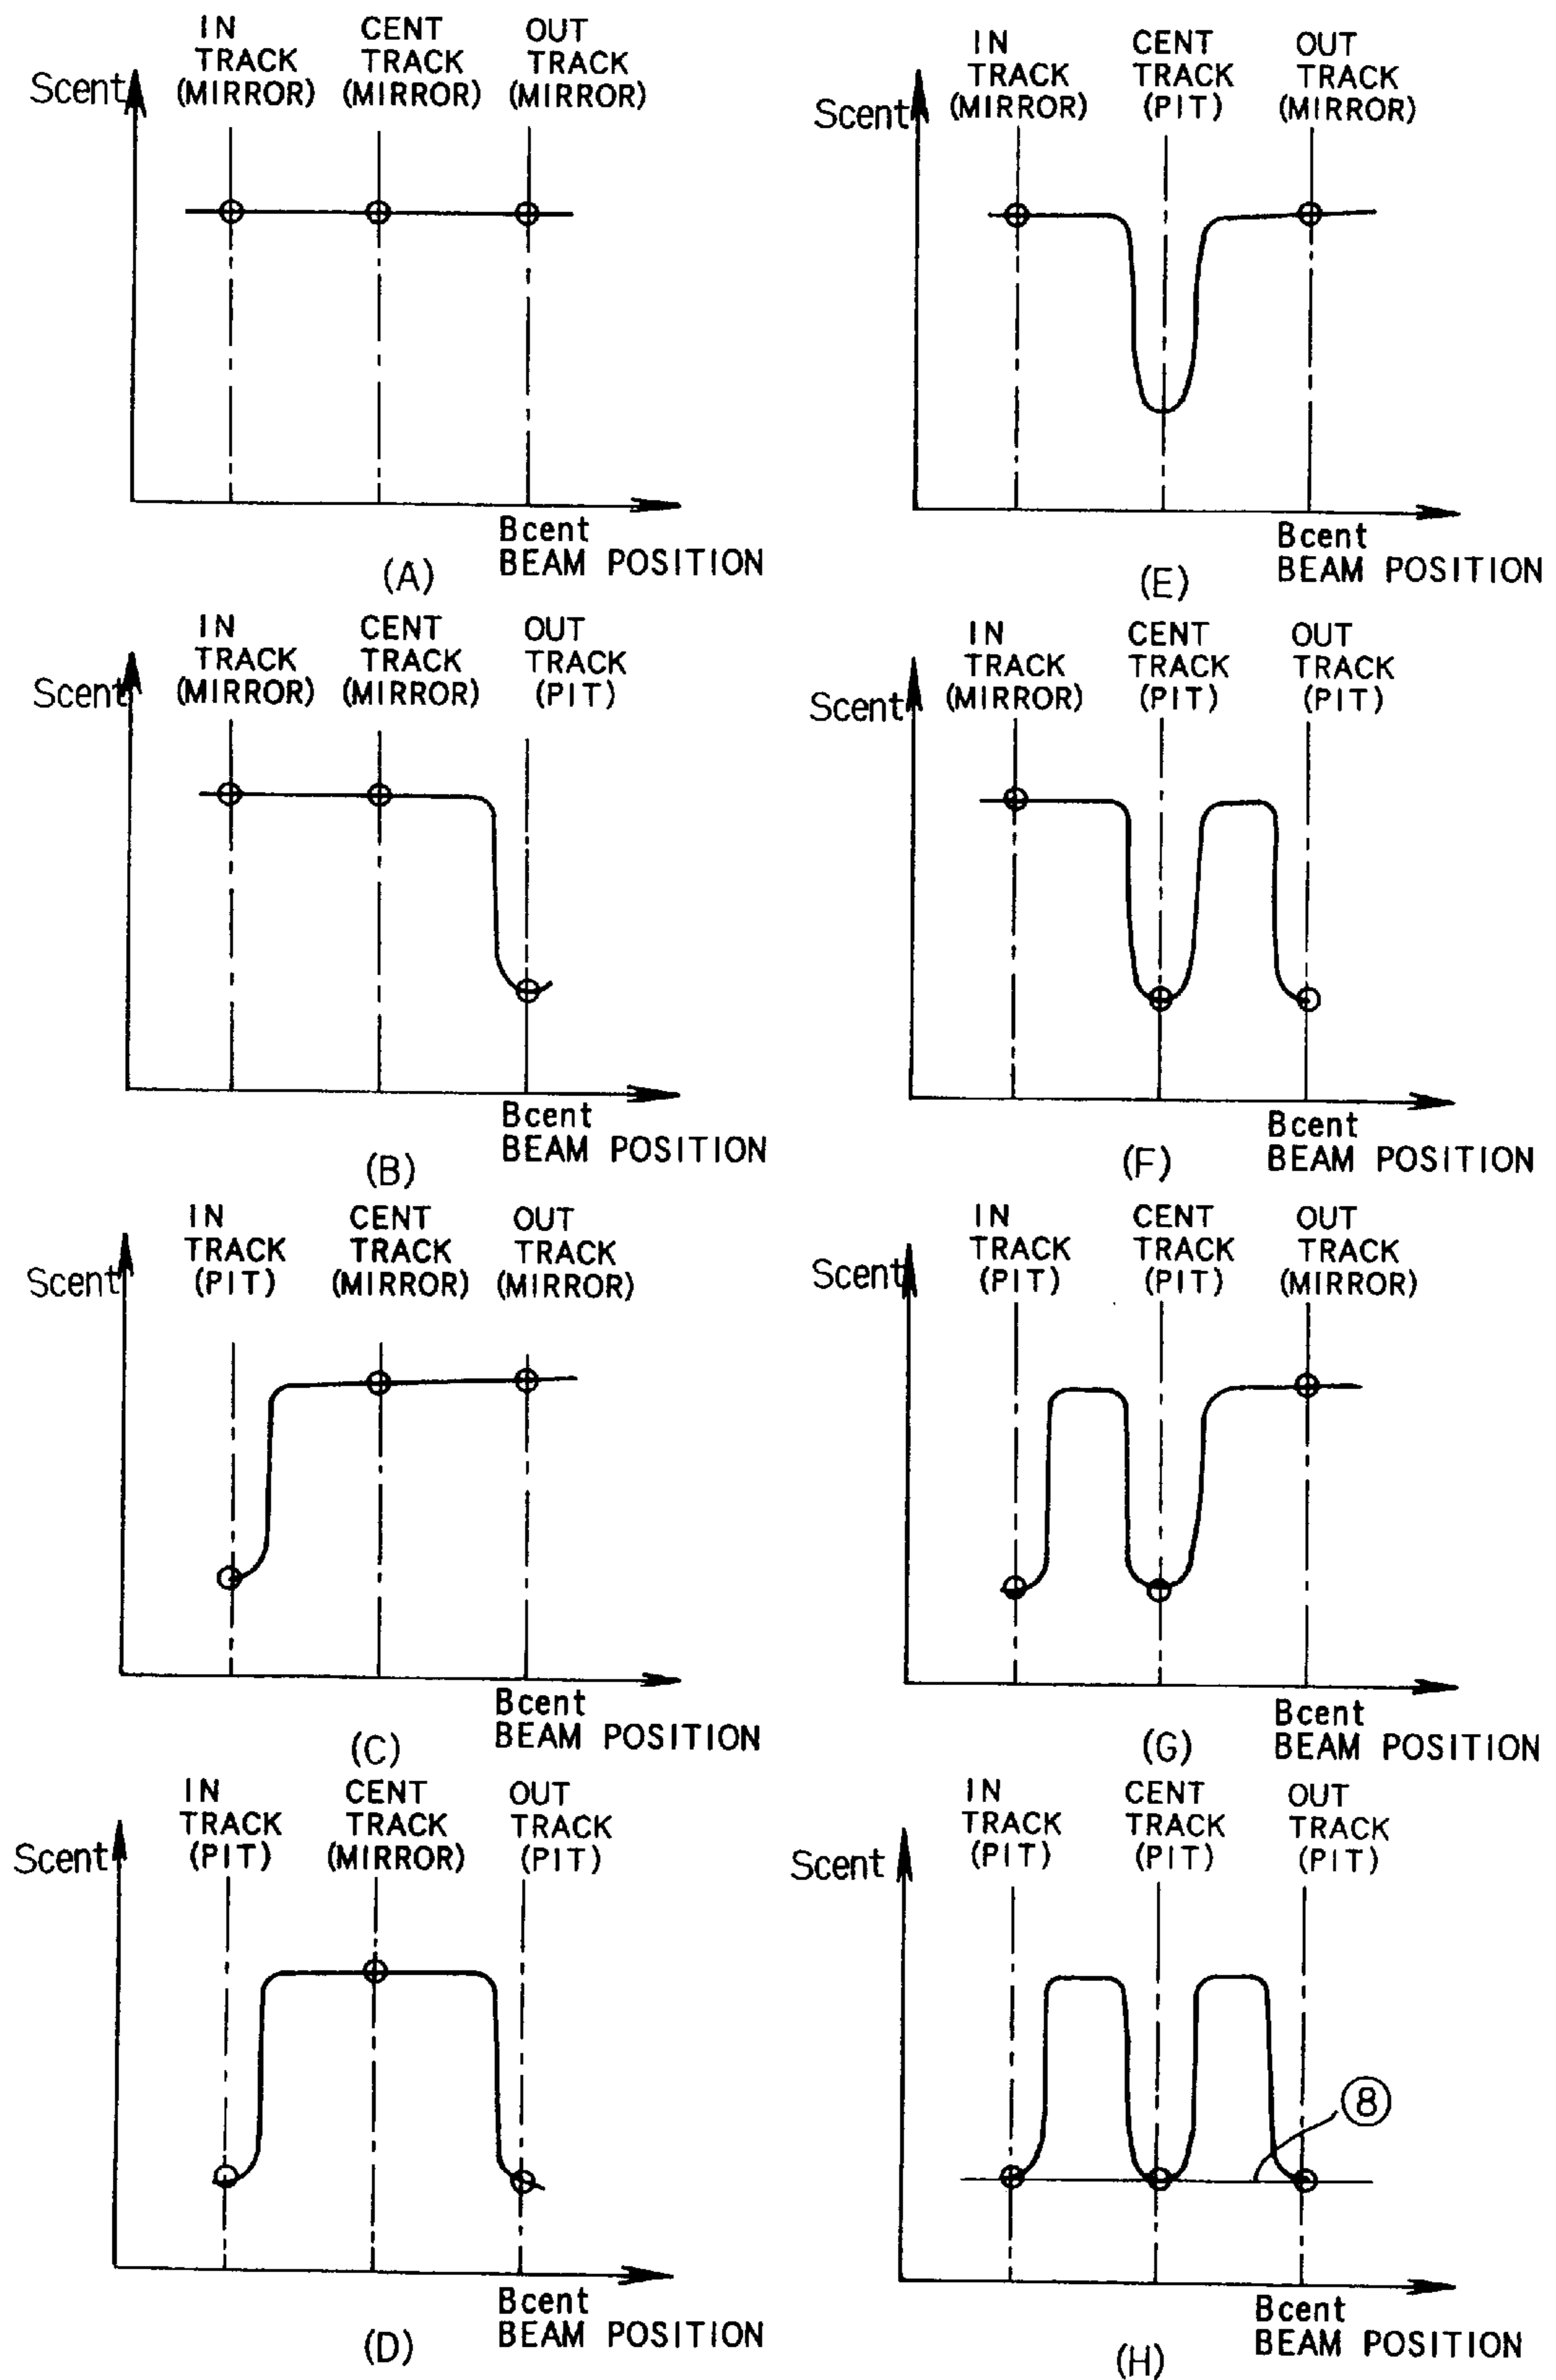 IN CENT OUT
TRACK TRACK TRACK
Scent (MIRROR) (MIRROR) (MIRROR)
Bcent
BEAM POSITION
(A)
IN CENT OUT
TRACK TRACK TRACK
Scent (MIRROR) (PIT) (MIRROR)
Bcent
BEAM POSITION
(E)
IN CENT OUT
TRACK TRACK TRACK
Scent (MIRROR) (MIRROR) (PIT)
Bcent
BEAM POSITION
(B)
IN CENT OUT
TRACK TRACK TRACK
Scent (MIRROR) (PIT) (PIT)
Bcent
BEAM POSITION
(F)
IN CENT OUT
TRACK TRACK TRACK
Scent (PIT) (MIRROR) (MIRROR)
Bcent
BEAM POSITION
(C)
IN CENT OUT
TRACK TRACK TRACK
Scent (PIT) (PIT) (MIRROR)
Bcent
BEAM POSITION
(G)
IN CENT OUT
TRACK TRACK TRACK
Scent (PIT) (MIRROR) (PIT)
Bcent
BEAM POSITION
(D)
IN CENT OUT
TRACK TRACK TRACK
Scent (PIT) (PIT) (PIT)
⑧
Bcent
BEAM POSITION
(H)